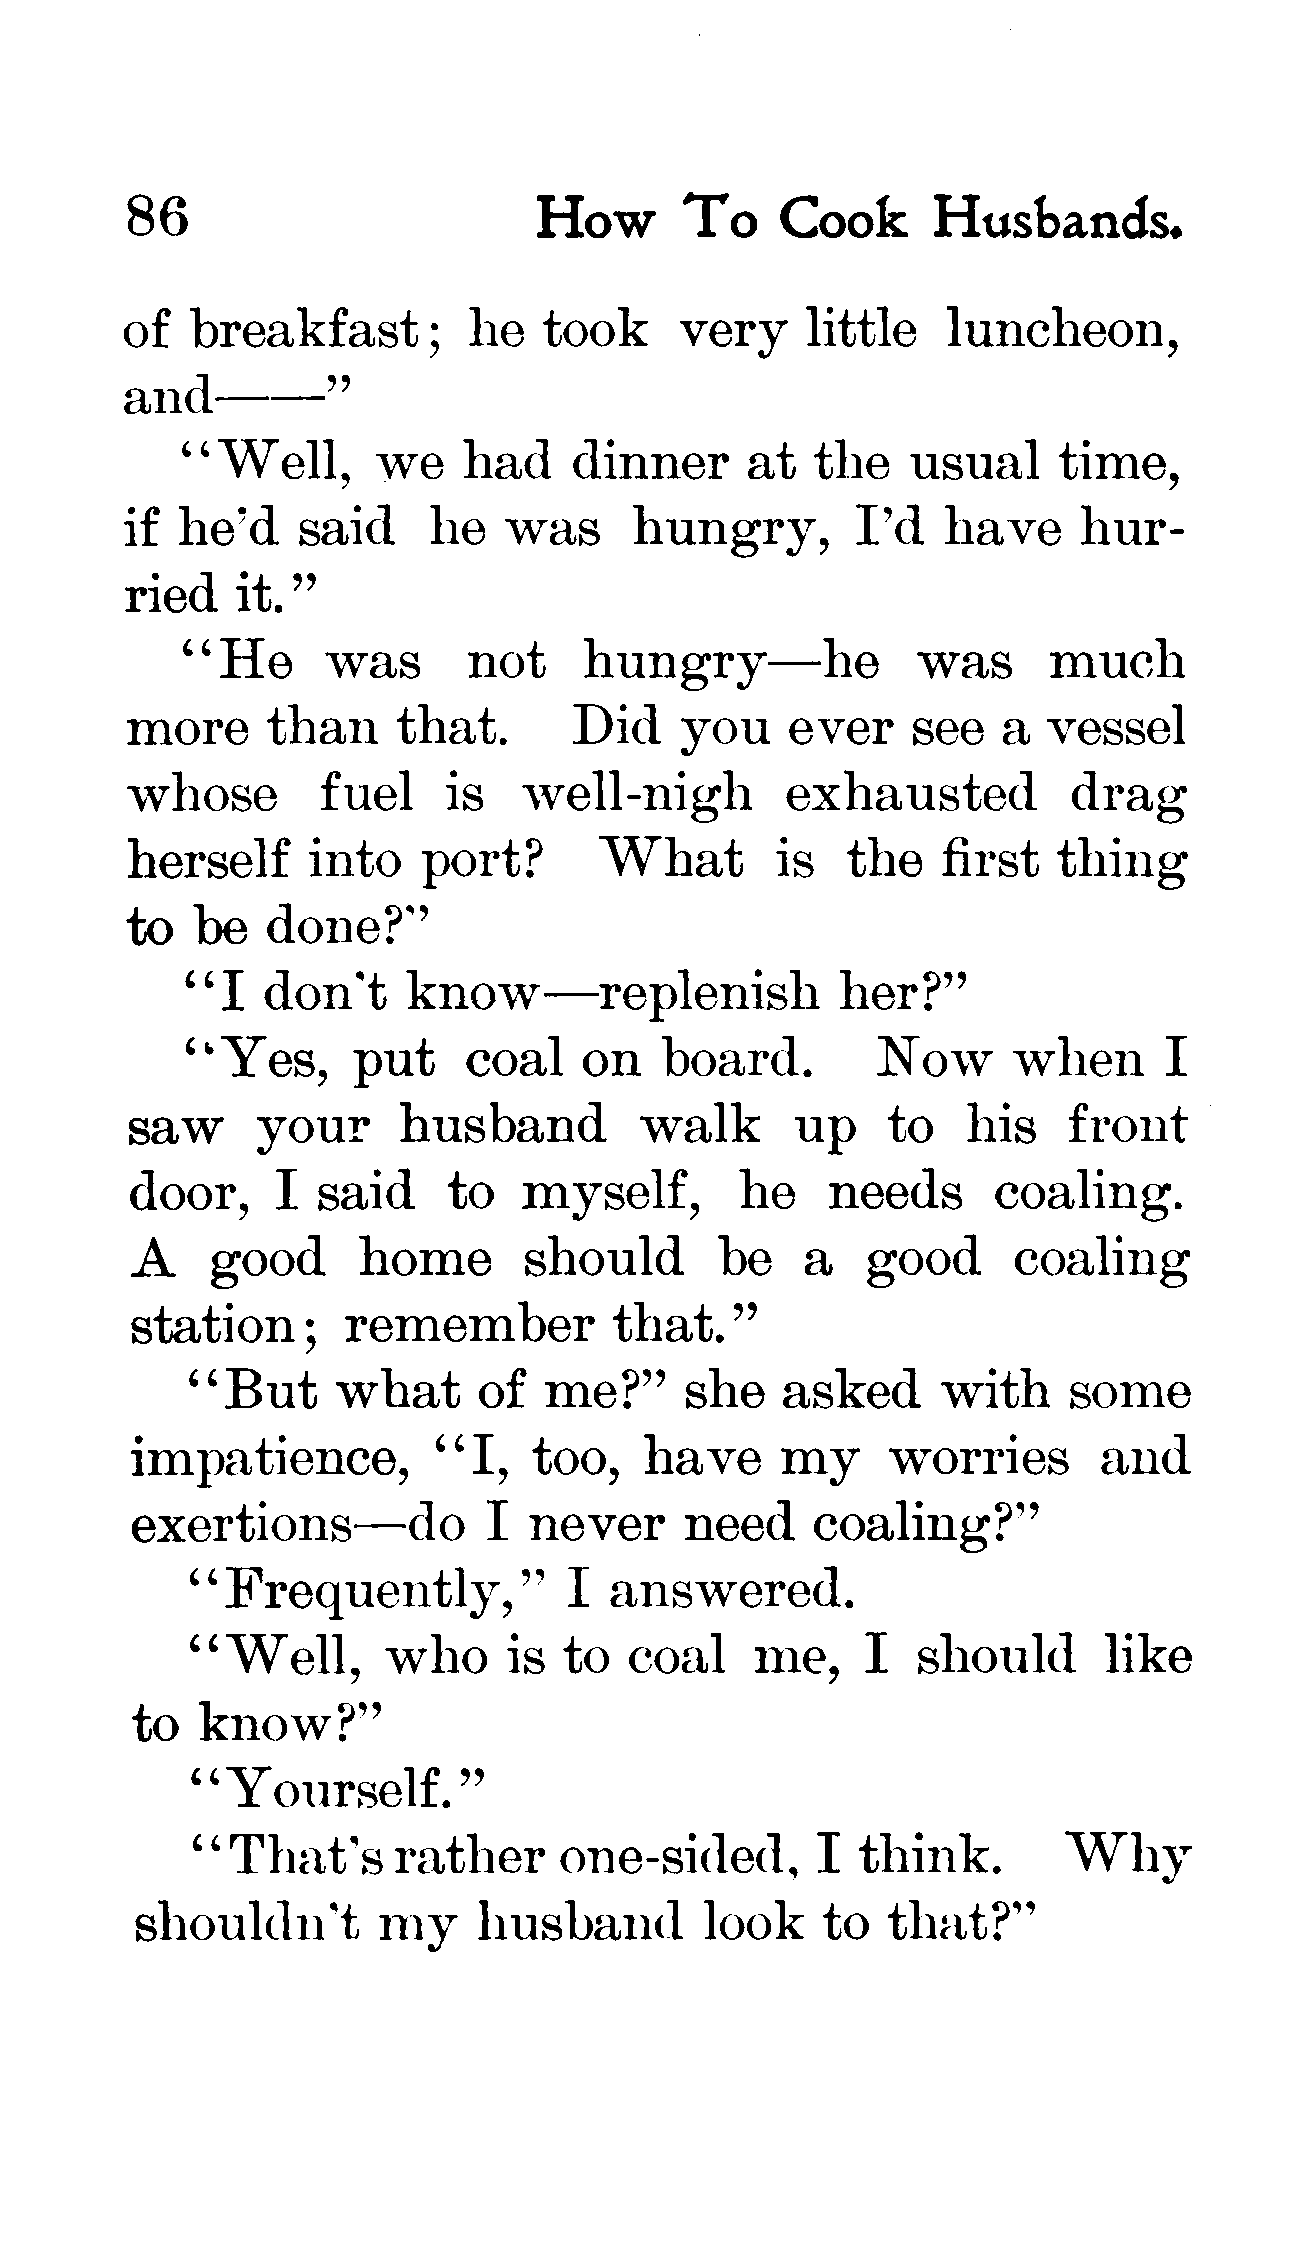 86 How To Cook Husbands.
of breakfast; he took very little luncheon,
and——"
"Well, we had dinner at the usual time,
if he'd said he was hungry, I'd have hur-
ried it."
"He was not hungry—he was much
more than that. Did you ever see a vessel
whose fuel is well-nigh exhausted drag
herself into port? What is the first thing
to be done?"
"I don't know—replenish her?"
"Yes, put coal on board. Now when I
saw your husband walk up to his front
door, I said to myself, he needs coaling.
A good home should be a good coaling
station; remember that."
"But what of me?" she asked with some
impatience, "I, too, have my worries and
exertions—do I never need coaling?"
"Frequently," I answered.
"Well, who is to coal me, I should like
to know?"
"Yourself."
"That's rather one-sided, I think. Why
shouldn't my husband look to that?"